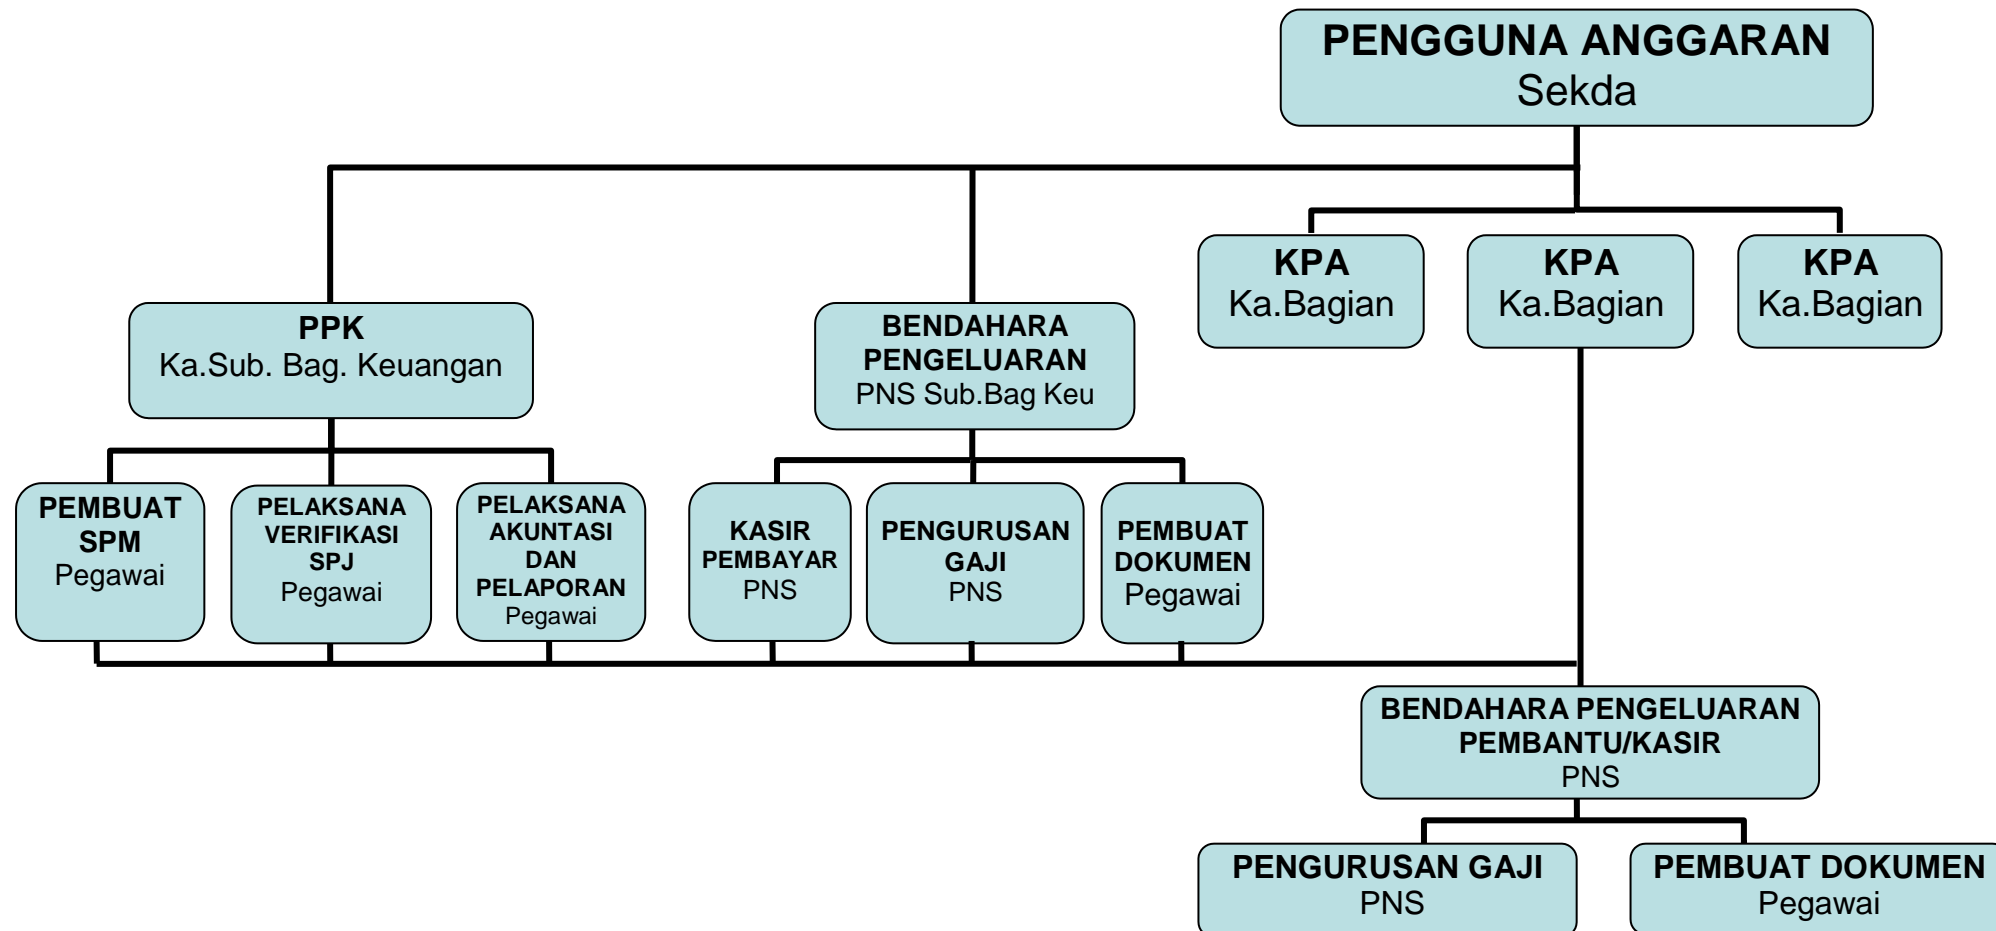 PENGGUNA ANGGARAN
Sekda
KPA
Ka.Bagian
KPA
Ka.Bagian
KPA
Ka.Bagian
PPK
Ka.Sub. Bag. Keuangan
BENDAHARA
PENGELUARAN
PNS Sub.Bag Keu
PEMBUAT
SPM
Pegawai
PELAKSANA
VERIFIKASI
SPJ
Pegawai
PELAKSANA
AKUNTASI
DAN
PELAPORAN
Pegawai
KASIR
PEMBAYAR
PNS
PENGURUSAN
GAJI
PNS
PEMBUAT
DOKUMEN
Pegawai
BENDAHARA PENGELUARAN
PEMBANTU/KASIR
PNS
PENGURUSAN GAJI
PNS
PEMBUAT DOKUMEN
Pegawai